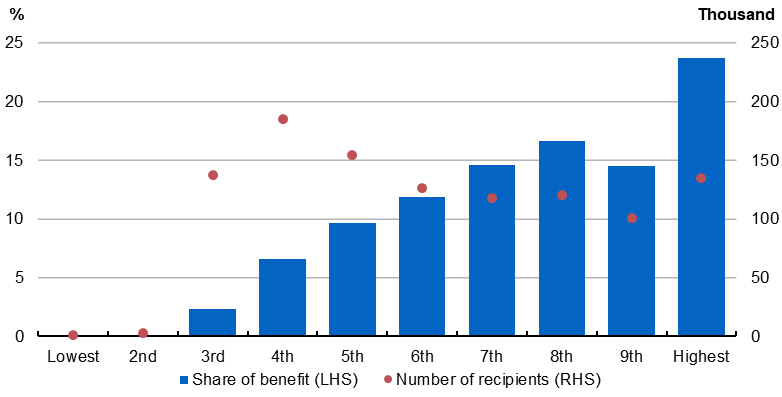 % Thousand
25 250
20 200
15 150
10 100
5 50
0 0
Lowest 2nd 3rd 4th 5th 6th 7th 8th 9th Highest
Share of benefit (LHS) Number of recipients (RHS)